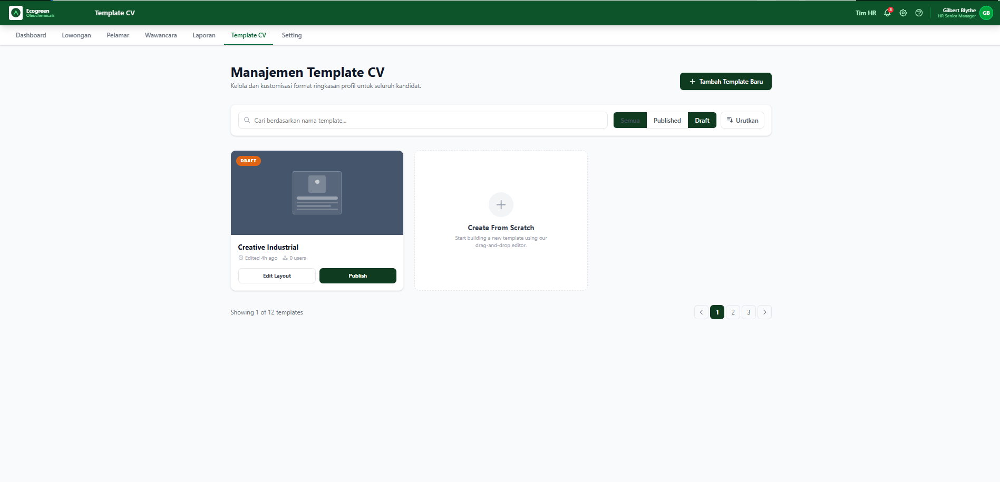 Ecogreen
Oleochemicals
Template CV
Tim HR
3
Gilbert Blythe
HR Senior Manager
GB
Dashboard
Lowongan
Pelamar
Wawancara
Laporan
Template CV
Setting
Manajemen Template CV
Kelola dan kustomisasi format ringkasan profil untuk seluruh kandidat.
Tambah Template Baru
Cari berdasarkan nama template...
Semua
Published
Draft
Urutkan
DRAFT
Creative Industrial
Edited 4h ago
0 users
Edit Layout
Publish
Create From Scratch
Start building a new template using our
drag-and-drop editor.
Showing 1 of 12 templates
1
2
3